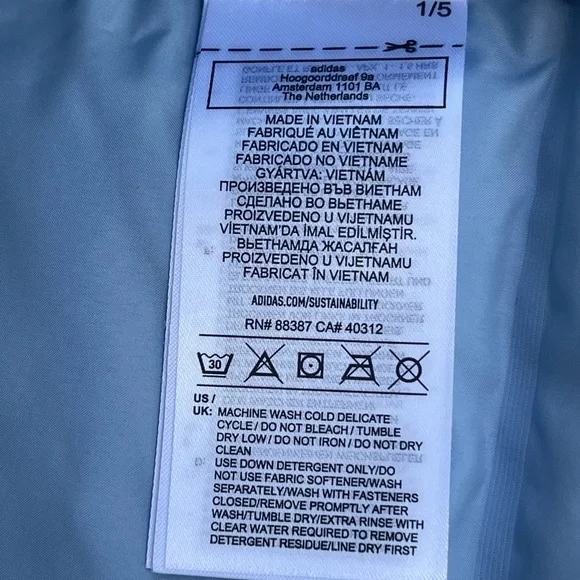 1/5
adidas
Hoogoorddreef 9a
Amsterdam 1101 BA
The Netherlands
MADE IN VIETNAM
FABRIQUÉ AU VIÊTNAM
FABRICADO EN VIETNAM
FABRICADO NO VIETNAME
GYÁRTVA: VIETNÁM
ПРОИЗВЕДЕНО ВЪВ ВИЕТНАМ
СДЕЛАНО ВО ВЬЕТНАМЕ
PROIZVEDENO U VIJETNAMU
VİETNAM'DA İMAL EDİLMİŞTİR.
ВЬЕТНАМДА ЖАСАЛҒАН
PROIZVEDENO U VIJETNAMU
FABRICAT ÎN VIETNAM
ADIDAS.COM/SUSTAINABILITY
RN# 88387 CA# 40312
30
US /
UK: MACHINE WASH COLD DELICATE
CYCLE / DO NOT BLEACH / TUMBLE
DRY LOW / DO NOT IRON / DO NOT DRY
CLEAN
USE DOWN DETERGENT ONLY/DO
NOT USE FABRIC SOFTENER/WASH
SEPARATELY/WASH WITH FASTENERS
CLOSED/REMOVE PROMPTLY AFTER
WASH/TUMBLE DRY/EXTRA RINSE WITH
CLEAR WATER REQUIRED TO REMOVE
DETERGENT RESIDUE/LINE DRY FIRST